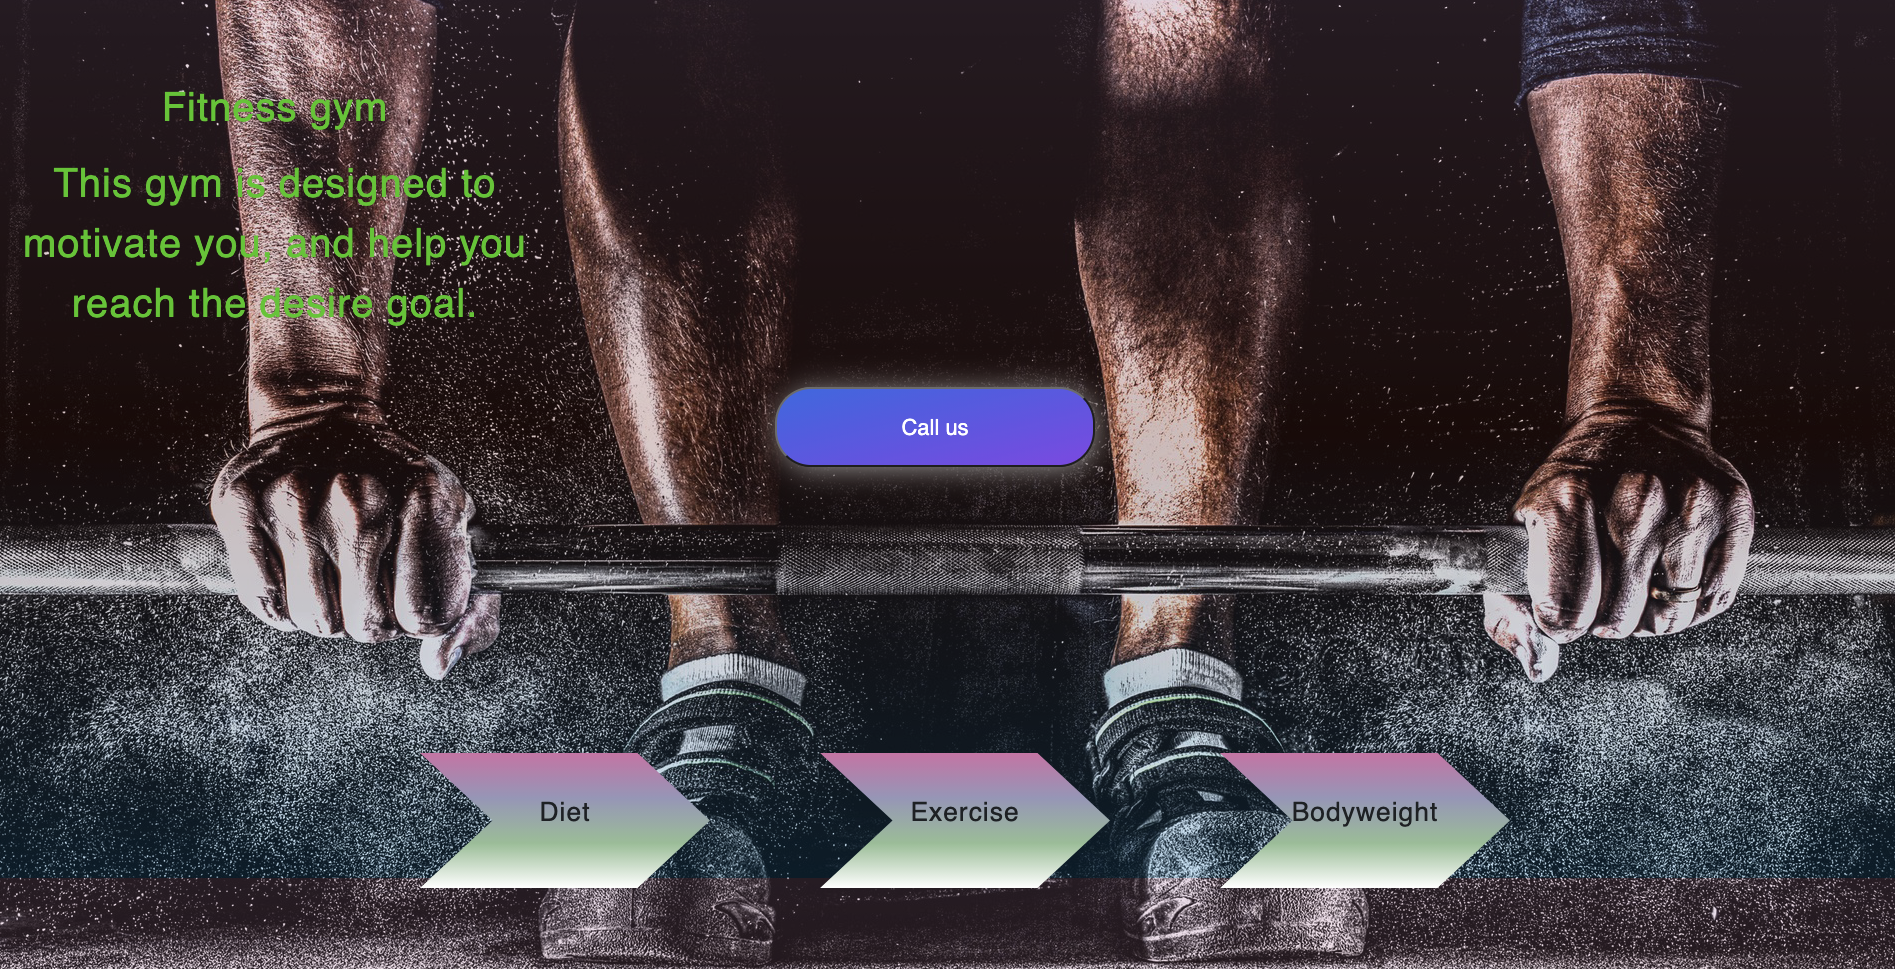 Fitness gym
This gym is designed to
motivate you, and help you
reach the desire goal.
Call us
Diet
Exercise
Bodyweight